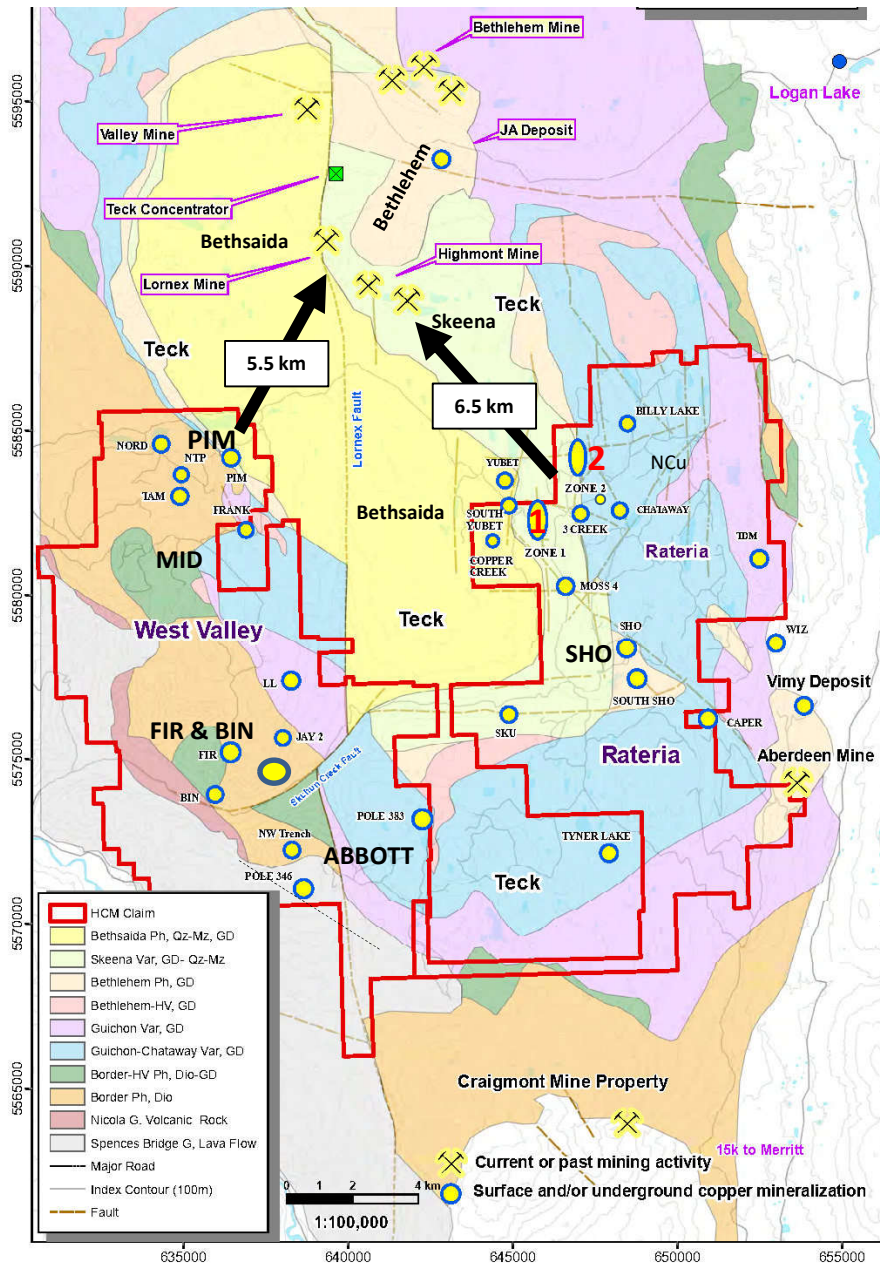 Bethlehem Mine
5595000
Logan Lake
Valley Mine
JA Deposit
Teck Concentrator
Bethlehem
Bethsaida
5590000
Highmont Mine
Lornex Mine
Teck
Skeena
Teck
5.5 km
6.5 km
Lornex Fault
5585000
BILLY LAKE
NORD
PIM
NTP
PIM
TAM
YUBET
2
NCu
ZONE 2
FRANK
Bethsaida
SOUTH
YUBET
1
3 CREEK
CHATAWAY
MID
COPPER
CREEK
ZONE 1
Rateria
TDM
5580000
MOSS 4
Teck
West Valley
SHO
SHO
WIZ
LL
SOUTH SHO
Vimy Deposit
FIR & BIN
JAY 2
SKU
CAPER
5575000
FIR
Rateria
Aberdeen Mine
Skuhun Creek Fault
BIN
POLE 383
NW Trench
ABBOTT
TYNER LAKE
POLE 346
Teck
5570000
HCM Claim
Bethsaida Ph, Qz-Mz, GD
Skeena Var, GD- Qz-Mz
Bethlehem Ph, GD
Bethlehem-HV, GD
Guichon Var, GD
Guichon-Chataway Var, GD
Border-HV Ph, Dio-GD
Border Ph, Dio
Nicola G. Volcanic Rock
Spences Bridge G, Lava Flow
Major Road
Index Contour (100m)
Fault
5565000
Craigmont Mine Property
15k to Merritt
Current or past mining activity
0 2 4 km
Surface and/or underground copper mineralization
1:100,000
635000 640000 645000 650000 655000